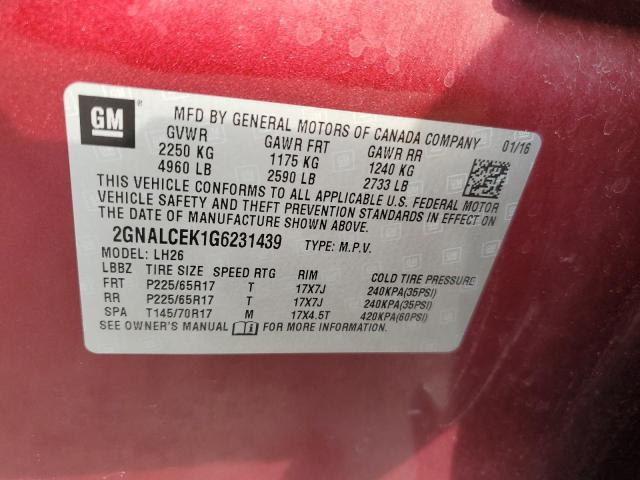 GM ® MFD BY GENERAL MOTORS OF CANADA COMPANY 01/16
GVWR GAWR FRT GAWR RR
2250 KG 1175 KG 1240 KG
4960 LB 2590 LB 2733 LB
THIS VEHICLE CONFORMS TO ALL APPLICABLE U.S. FEDERAL MOTOR
VEHICLE SAFETY AND THEFT PREVENTION STANDARDS IN EFFECT ON
THE DATE OF MANUFACTURE SHOWN ABOVE.
2GNALCEK1G6231439 TYPE: M.P.V.
MODEL: LH26
LBBZ TIRE SIZE SPEED RTG RIM COLD TIRE PRESSURE
FRT P225/65R17 T 17X7J 240KPA(35PSI)
RR P225/65R17 T 17X7J 240KPA(35PSI)
SPA T145/70R17 M 17X4.5T 420KPA(60PSI)
SEE OWNER'S MANUAL FOR MORE INFORMATION.